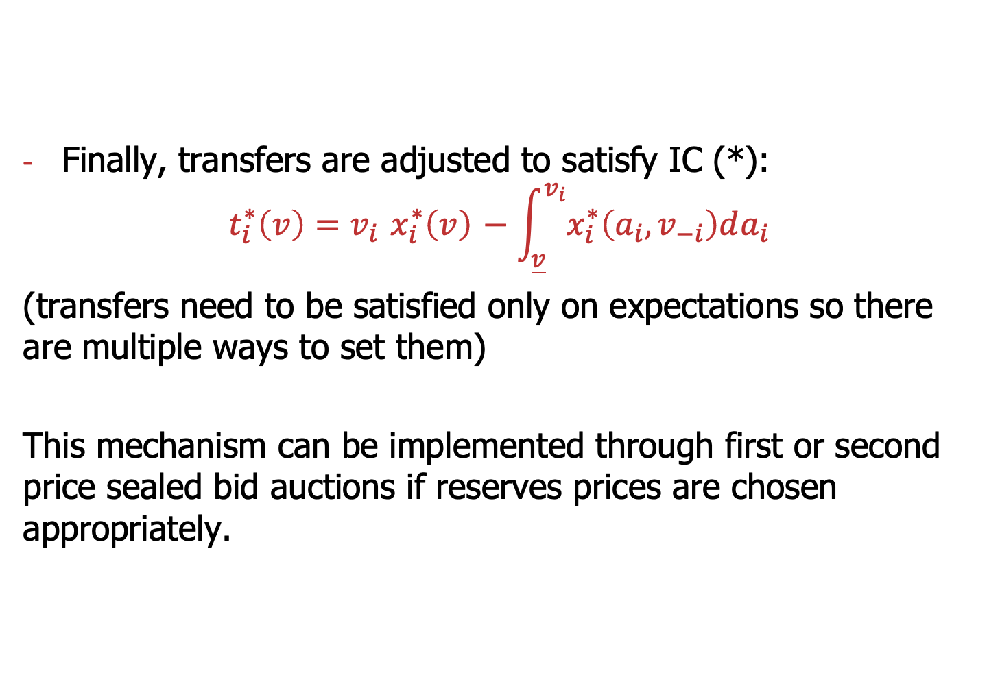 - Finally, transfers are adjusted to satisfy IC (*):
$t_i^*(v) = v_i \, x_i^*(v) - \int_{\underline{v}}^{v_i} x_i^*(a_i, v_{-i}) da_i$
(transfers need to be satisfied only on expectations so there
are multiple ways to set them)
This mechanism can be implemented through first or second
price sealed bid auctions if reserves prices are chosen
appropriately.